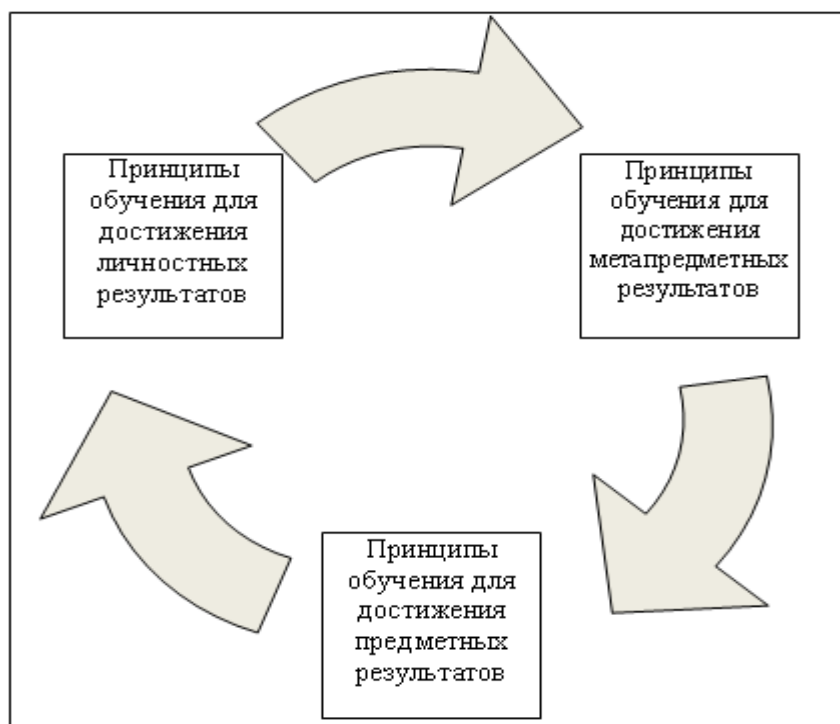 Принципы
обучения для
достижения
личностных
результатов
Принципы
обучения для
достижения
метапредметных
результатов
Принципы
обучения для
достижения
предметных
результатов